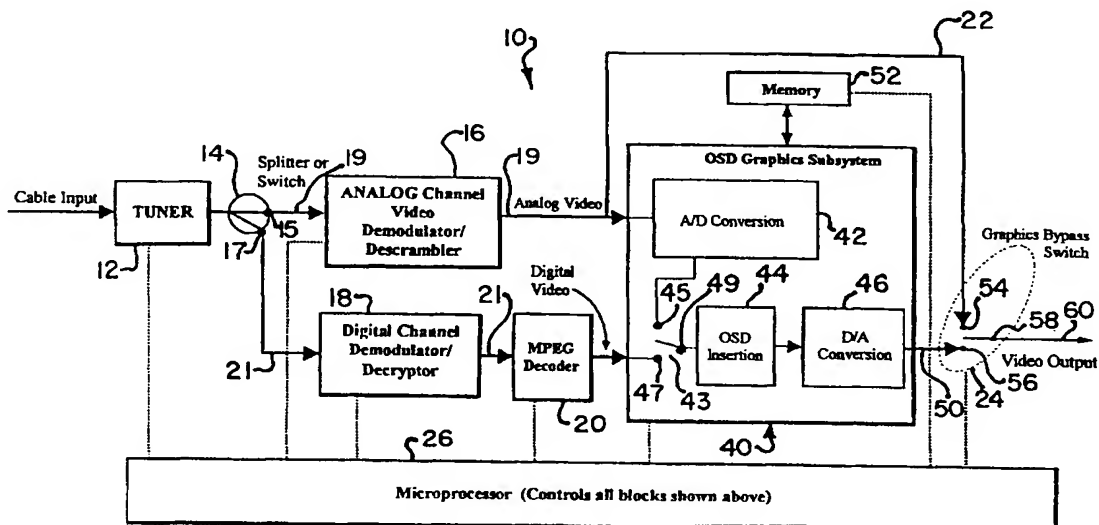 10
22
52
Memory
14
Splitter or
Switch
19
16
19
OSD Graphics Subsystem
Cable Input
TUNER
ANALOG Channel
Video
Demodulator/
Descrambler
Analog Video
A/D Conversion
42
Graphics Bypass
Switch
12
17
15
Digital
Video
45
49
44
46
54
58
60
18
Digital Channel
Demodulator/
Decryptor
21
21
MPEG
Decoder
20
47
43
OSD
Insertion
D/A
Conversion
50
Video Output
56
24
40
26
Microprocessor (Controls all blocks shown above)